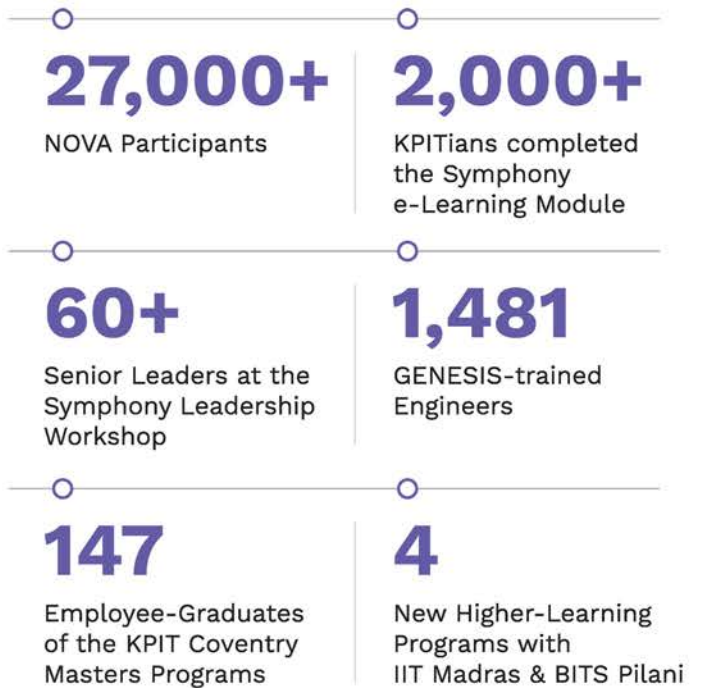 27,000+
NOVA Participants
2,000+
KPITians completed
the Symphony
e-Learning Module
60+
Senior Leaders at the
Symphony Leadership
Workshop
1,481
GENESIS-trained
Engineers
147
Employee-Graduates
of the KPIT Coventry
Masters Programs
4
New Higher-Learning
Programs with
IIT Madras & BITS Pilani